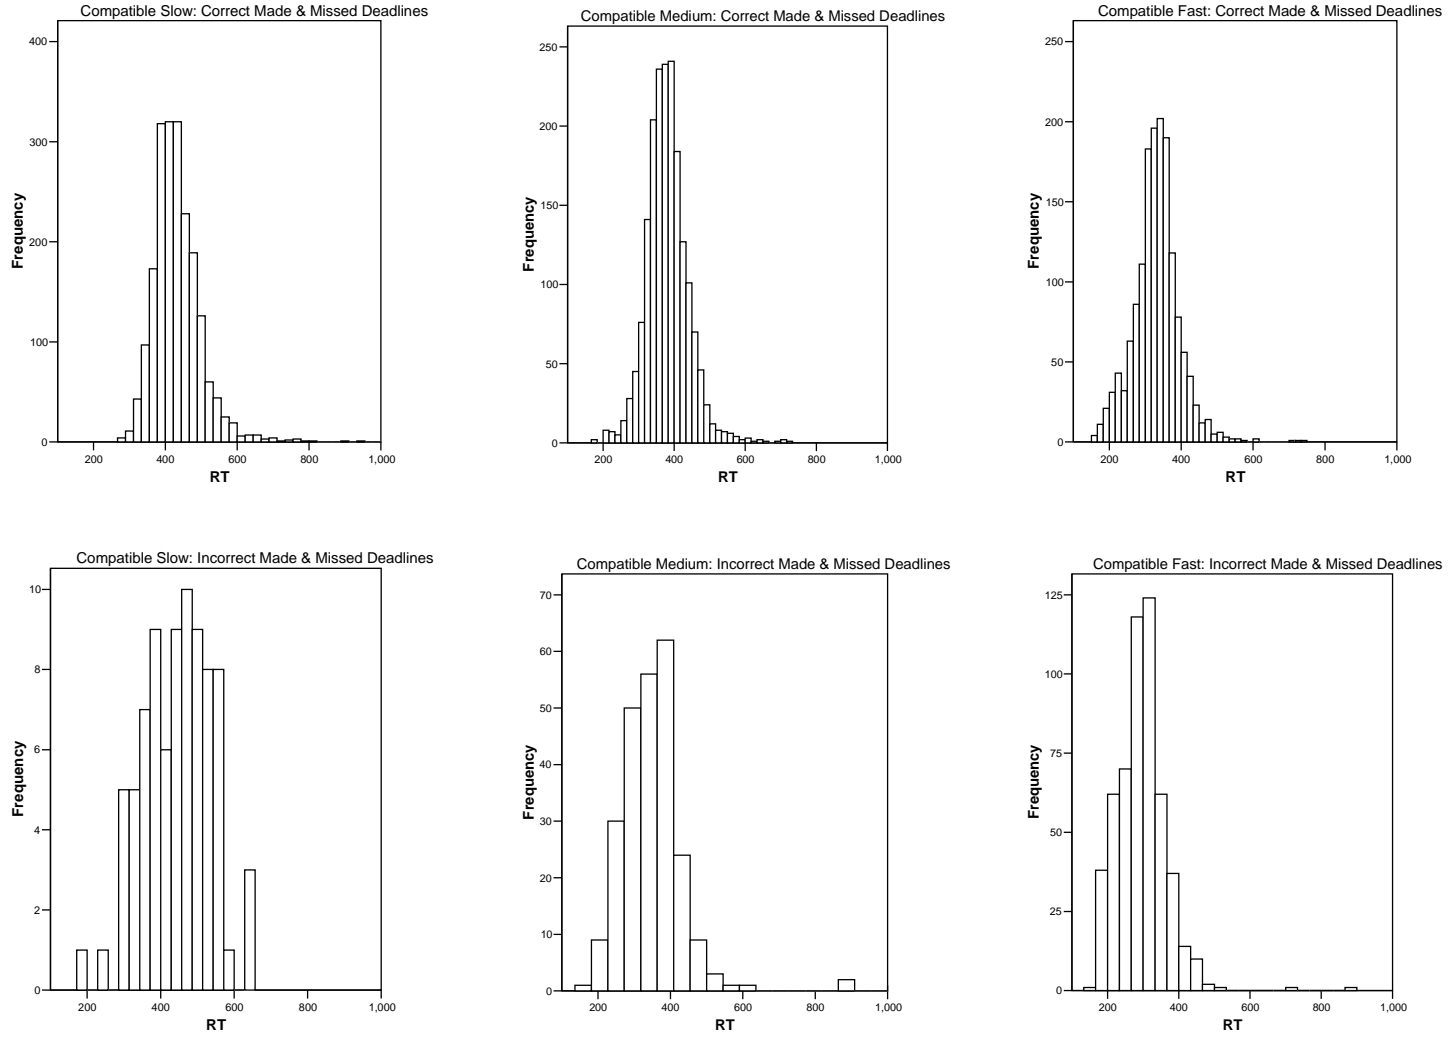 Compatible Slow: Correct Made & Missed Deadlines
400
300
200
100
0
Frequency
200 400 600 800 1,000
RT
Compatible Medium: Correct Made & Missed Deadlines
250
200
150
100
50
0
Frequency
200 400 600 800 1,000
RT
Compatible Fast: Correct Made & Missed Deadlines
250
200
150
100
50
0
Frequency
200 400 600 800 1,000
RT
Compatible Slow: Incorrect Made & Missed Deadlines
10
8
6
4
2
0
Frequency
200 400 600 800 1,000
RT
Compatible Medium: Incorrect Made & Missed Deadlines
70
60
50
40
30
20
10
0
Frequency
200 400 600 800 1,000
RT
Compatible Fast: Incorrect Made & Missed Deadlines
125
100
75
50
25
0
Frequency
200 400 600 800 1,000
RT